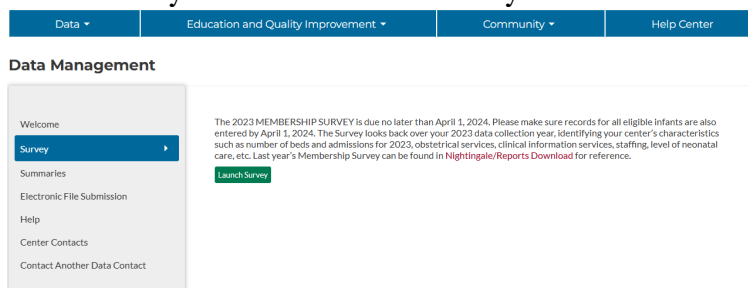 Data
Education and Quality Improvement
Community
Help Center
Data Management
Welcome
Survey
Summaries
Electronic File Submission
Help
Center Contacts
Contact Another Data Contact
The 2023 MEMBERSHIP SURVEY is due no later than April 1, 2024. Please make sure records for all eligible infants are also
entered by April 1, 2024. The Survey looks back over your 2023 data collection year, identifying your center's characteristics
such as number of beds and admissions for 2023, obstetrical services, clinical information services, staffing, level of neonatal
care, etc. Last year's Membership Survey can be found in Nightingale/Reports Download for reference.
Launch Survey